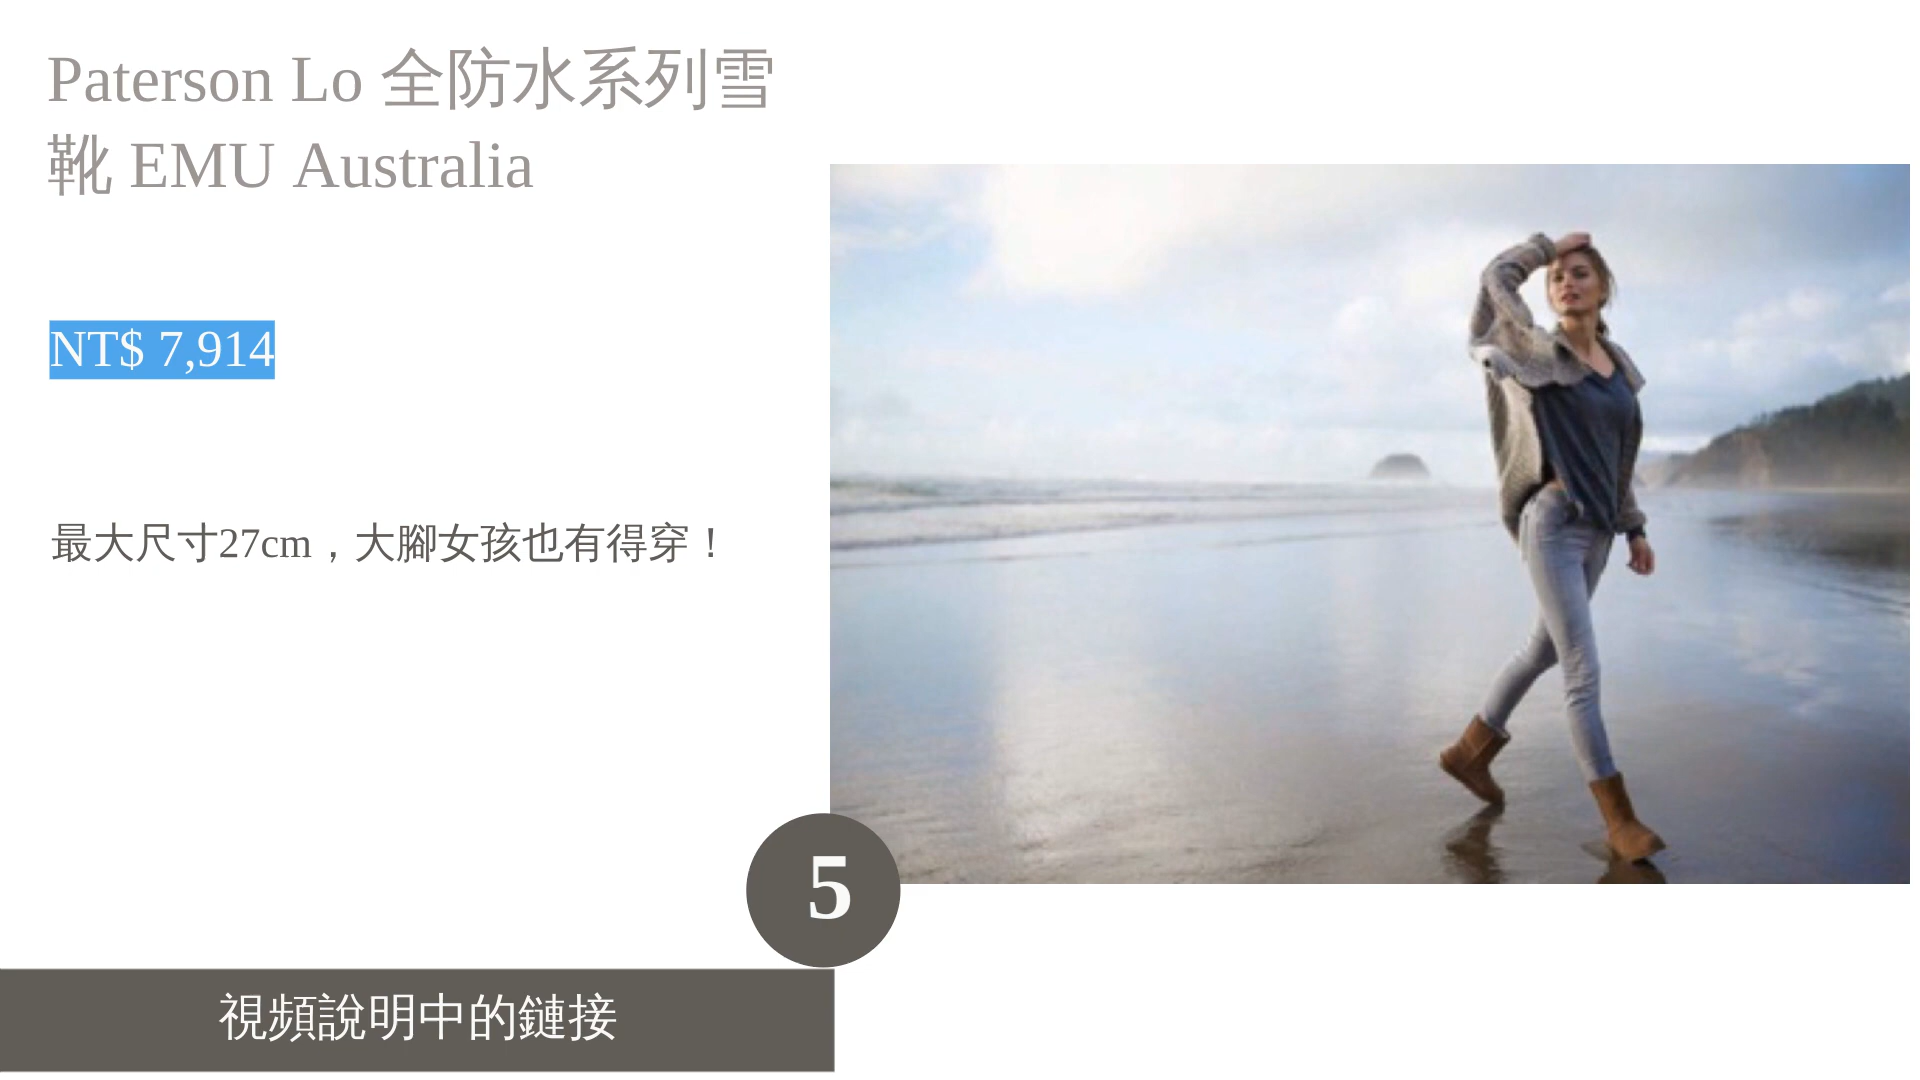 Paterson Lo 全防水系列雪
靴 EMU Australia
NT$ 7,914
最大尺寸27cm，大腳女孩也有得穿！
5
視頻說明中的鏈接